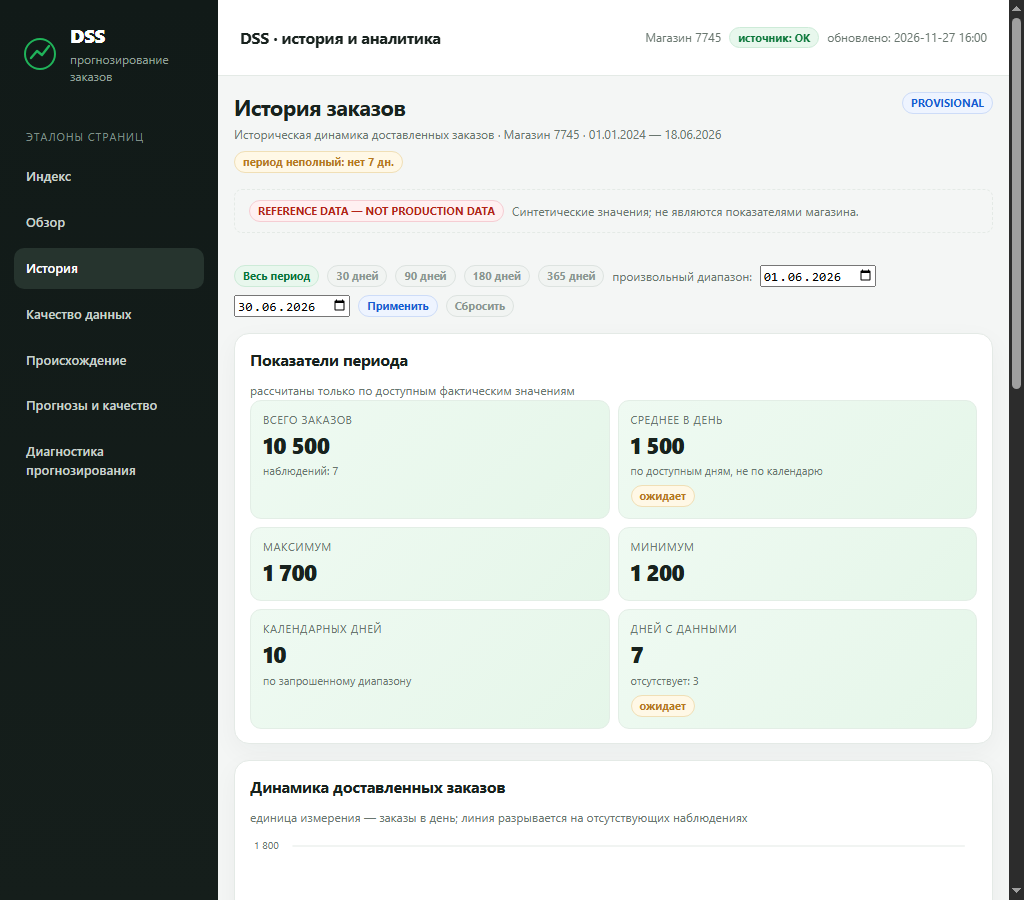 DSS
прогнозирование
заказов
ЭТАЛОНЫ СТРАНИЦ
Индекс
Обзор
История
Качество данных
Происхождение
Прогнозы и качество
Диагностика
прогнозирования
DSS · история и аналитика
Магазин 7745 источник: OK обновлено: 2026-11-27 16:00
История заказов
PROVISIONAL
Историческая динамика доставленных заказов · Магазин 7745 · 01.01.2024 — 18.06.2026
период неполный: нет 7 дн.
REFERENCE DATA — NOT PRODUCTION DATA Синтетические значения; не являются показателями магазина.
Весь период 30 дней 90 дней 180 дней 365 дней произвольный диапазон: 01.06.2026
30.06.2026 Применить Сбросить
Показатели периода
рассчитаны только по доступным фактическим значениям
ВСЕГО ЗАКАЗОВ
10 500
наблюдений: 7
СРЕДНЕЕ В ДЕНЬ
1 500
по доступным дням, не по календарю
ожидает
МАКСИМУМ
1 700
МИНИМУМ
1 200
КАЛЕНДАРНЫХ ДНЕЙ
10
по запрошенному диапазону
ДНЕЙ С ДАННЫМИ
7
отсутствует: 3
ожидает
Динамика доставленных заказов
единица измерения — заказы в день; линия разрывается на отсутствующих наблюдениях
1 800